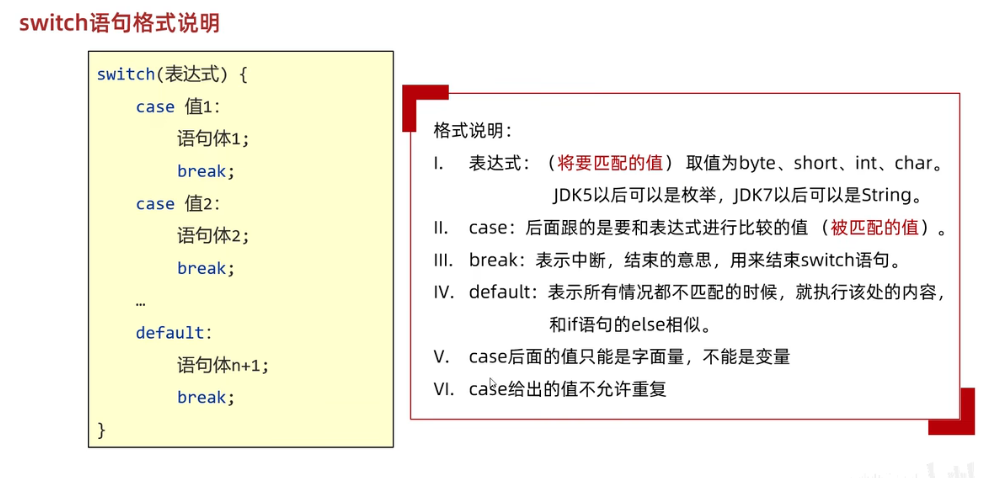 switch语句格式说明
switch(表达式) {
case 值1:
语句体1;
break;
case 值2:
语句体2;
break;
…
default:
语句体n+1;
break;
}
格式说明：
I. 表达式：（将要匹配的值）取值为byte、short、int、char。
JDK5以后可以是枚举，JDK7以后可以是String。
II. case：后面跟的是要和表达式进行比较的值（被匹配的值）。
III. break：表示中断，结束的意思，用来结束switch语句。
IV. default：表示所有情况都不匹配的时候，就执行该处的内容，
和if语句的else相似。
V. case后面的值只能是字面量，不能是变量
VI. case给出的值不允许重复